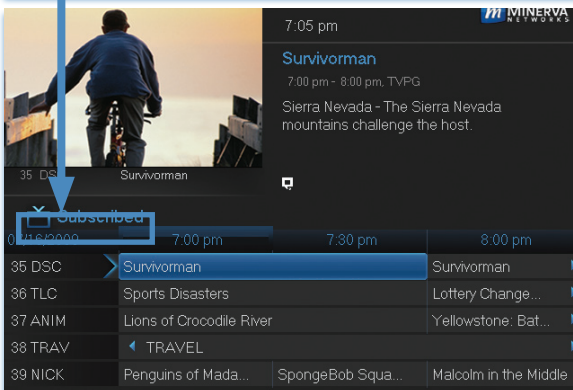 MINERVA
NETWORKS
7:05 pm
Survivorman
7:00 pm - 8:00 pm, TVPG
Sierra Nevada - The Sierra Nevada
mountains challenge the host.
35 DSC Survivorman
Subscribed
7:00 pm 7:30 pm 8:00 pm
35 DSC Survivorman Survivorman
36 TLC Sports Disasters Lottery Change...
37 ANIM Lions of Crocodile River Yellowstone: Bat...
38 TRAV TRAVEL
39 NICK Penguins of Mada... SpongeBob Squa... Malcolm in the Middle